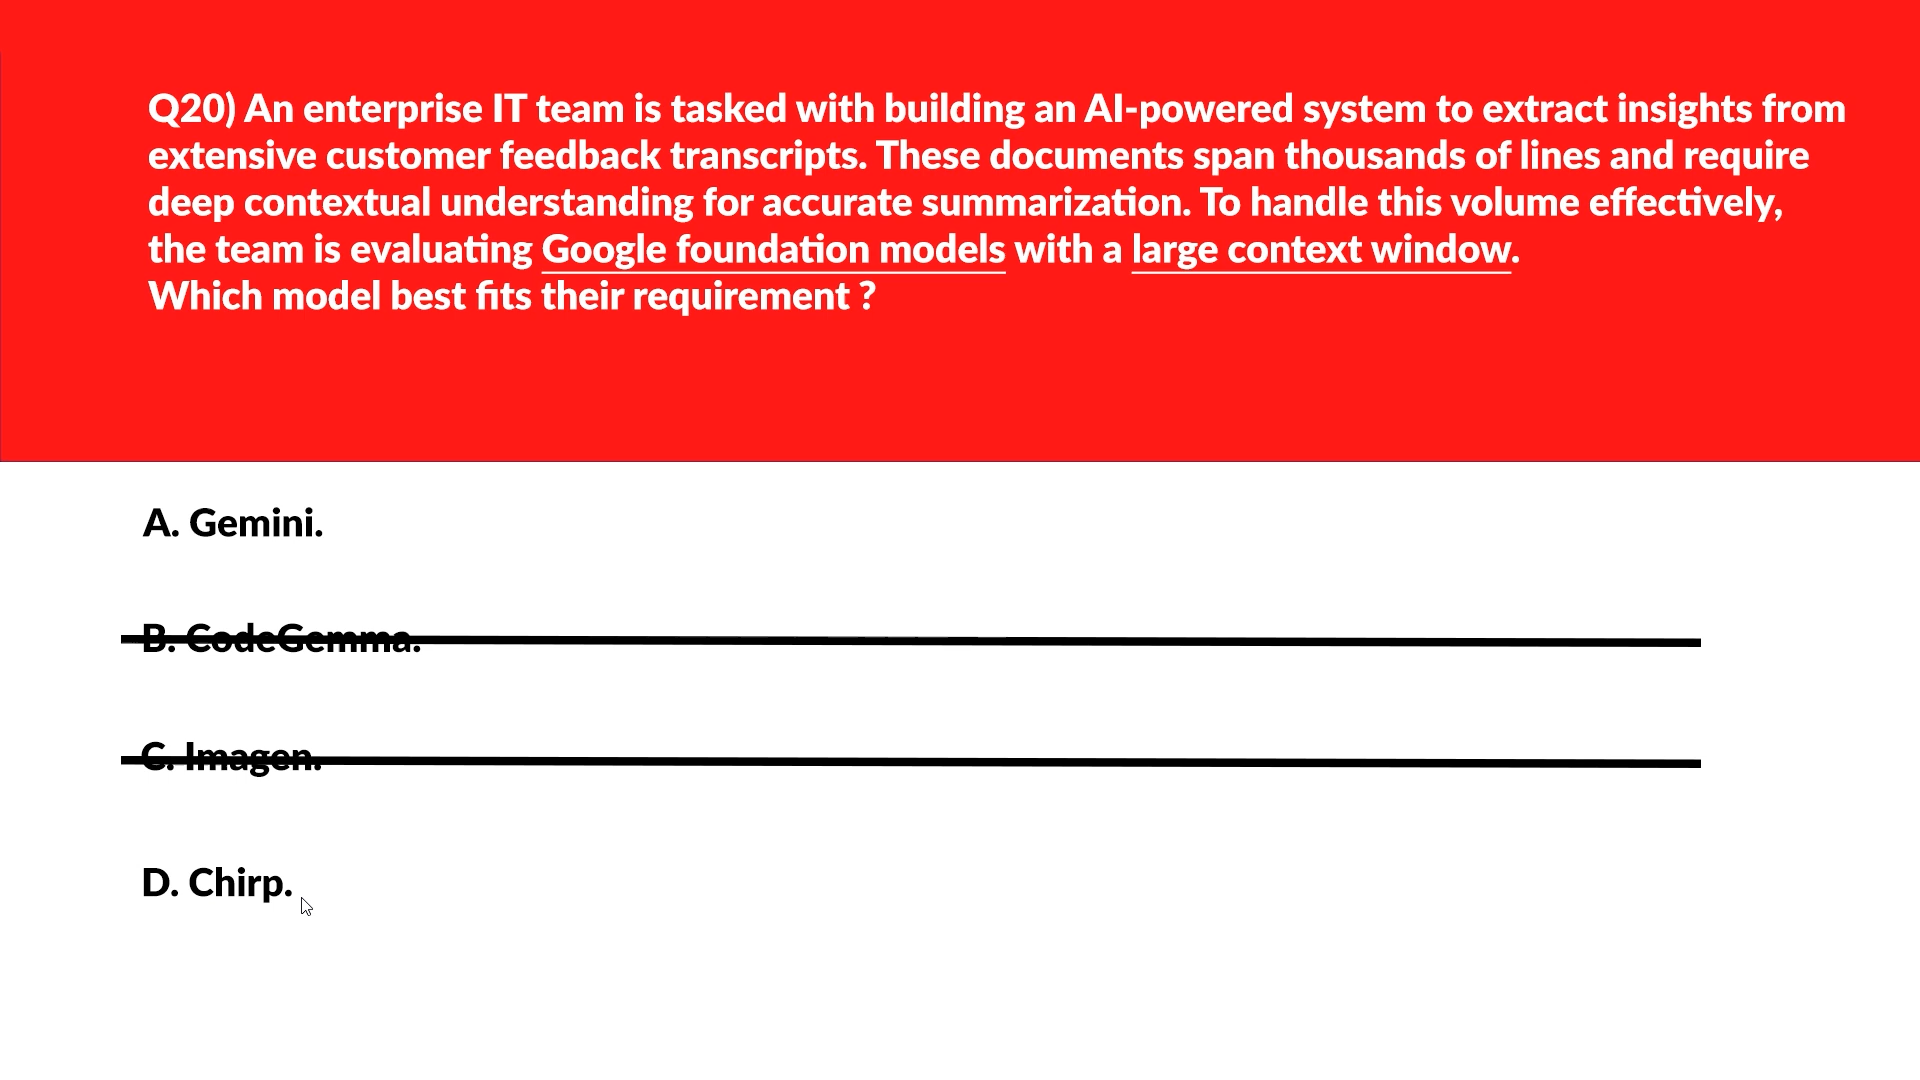 Q20) An enterprise IT team is tasked with building an AI-powered system to extract insights from
extensive customer feedback transcripts. These documents span thousands of lines and require
deep contextual understanding for accurate summarization. To handle this volume effectively,
the team is evaluating Google foundation models with a large context window.
Which model best fits their requirement ?
A. Gemini.
B. CodeGemma.
C. Imagen.
D. Chirp.